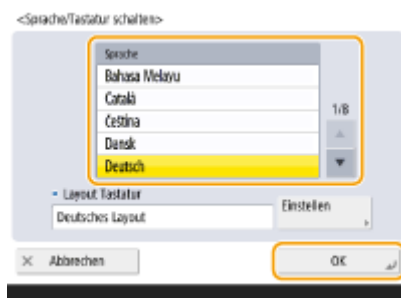 <Sprache/Tastatur schalten>
Sprache
Bahasa Melayu
Català
Čeština
Dansk
Deutsch
1/8
Layout Tastatur
Deutsches Layout
Einstellen
Abbrechen
OK